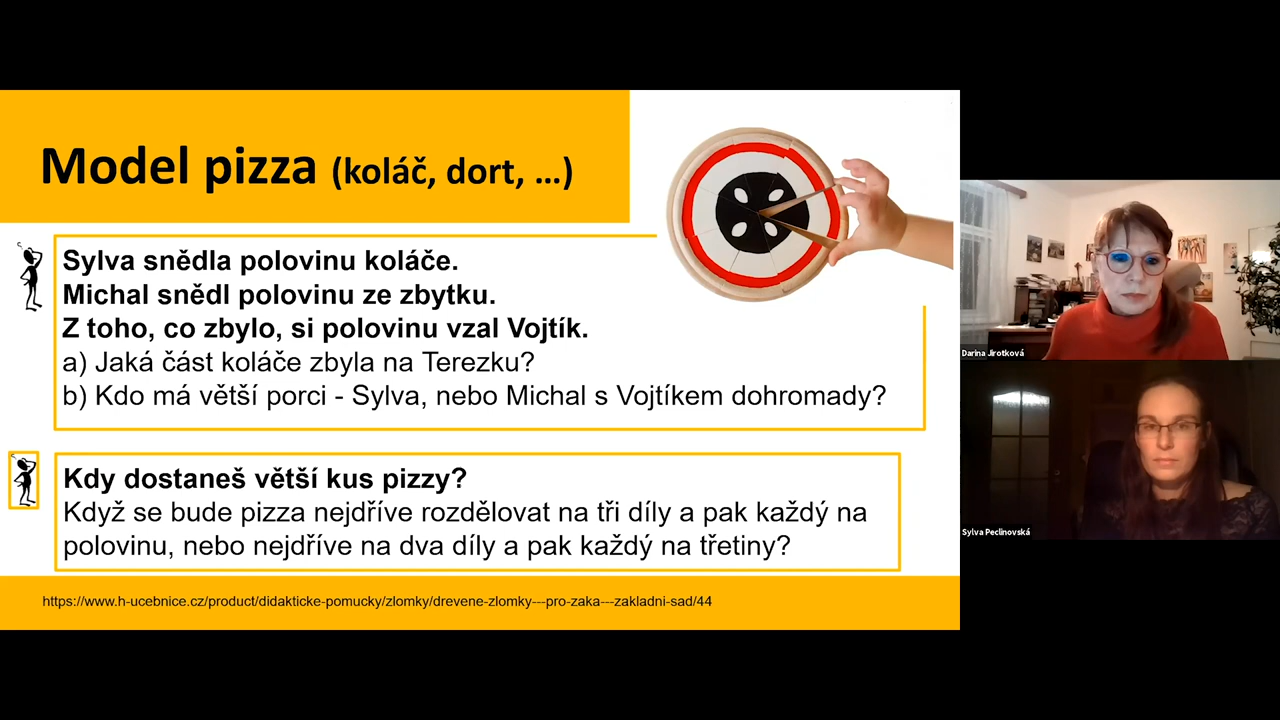 Model pizza (koláč, dort, …)
Sylva snědla polovinu koláče.
Michal snědl polovinu ze zbytku.
Z toho, co zbylo, si polovinu vzal Vojtík.
a) Jaká část koláče zbyla na Terezku?
b) Kdo má větší porci - Sylva, nebo Michal s Vojtíkem dohromady?
Kdy dostaneš větší kus pizzy?
Když se bude pizza nejdříve rozdělovat na tři díly a pak každý na
polovinu, nebo nejdříve na dva díly a pak každý na třetiny?
https://www.h-ucebnice.cz/product/didakticke-pomucky/zlomky/drevene-zlomky---pro-zaka---zakladni-sad/44
Darina Jirotková
Sylva Peclinovská